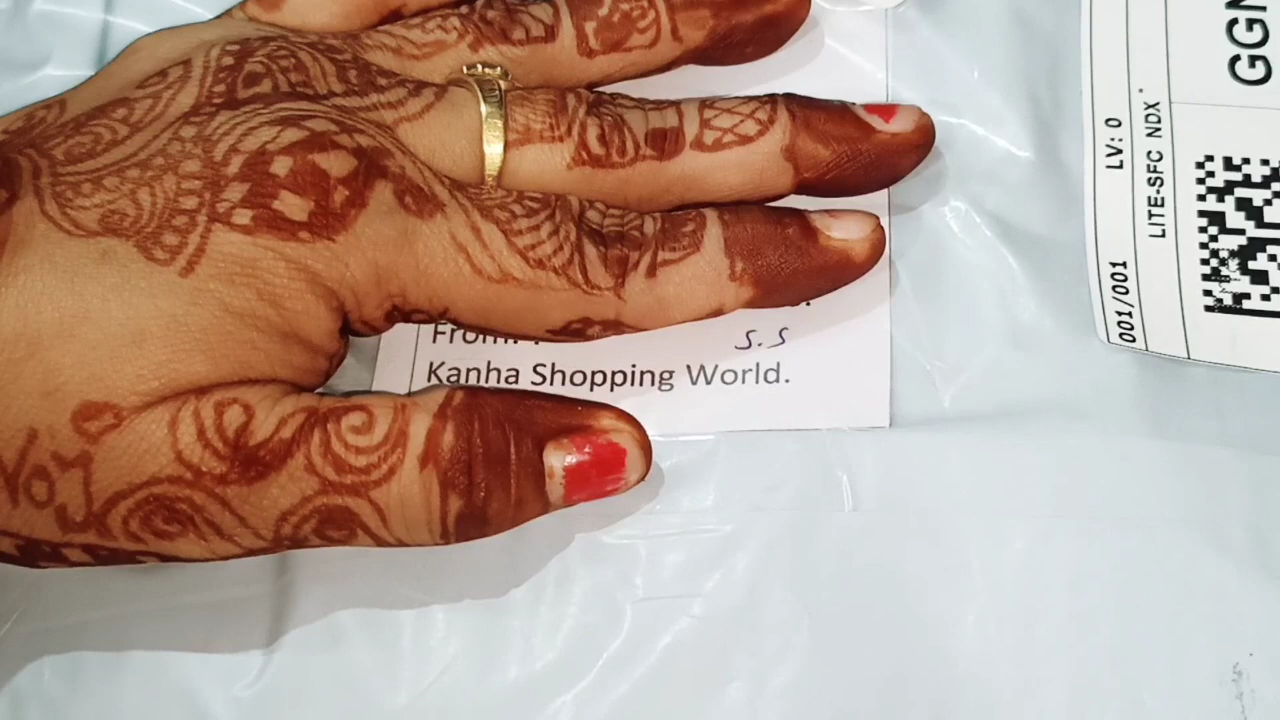 From: .
S.S
Kanha Shopping World.
GGN
LV: 0
LITE-SFC NDX
001/001